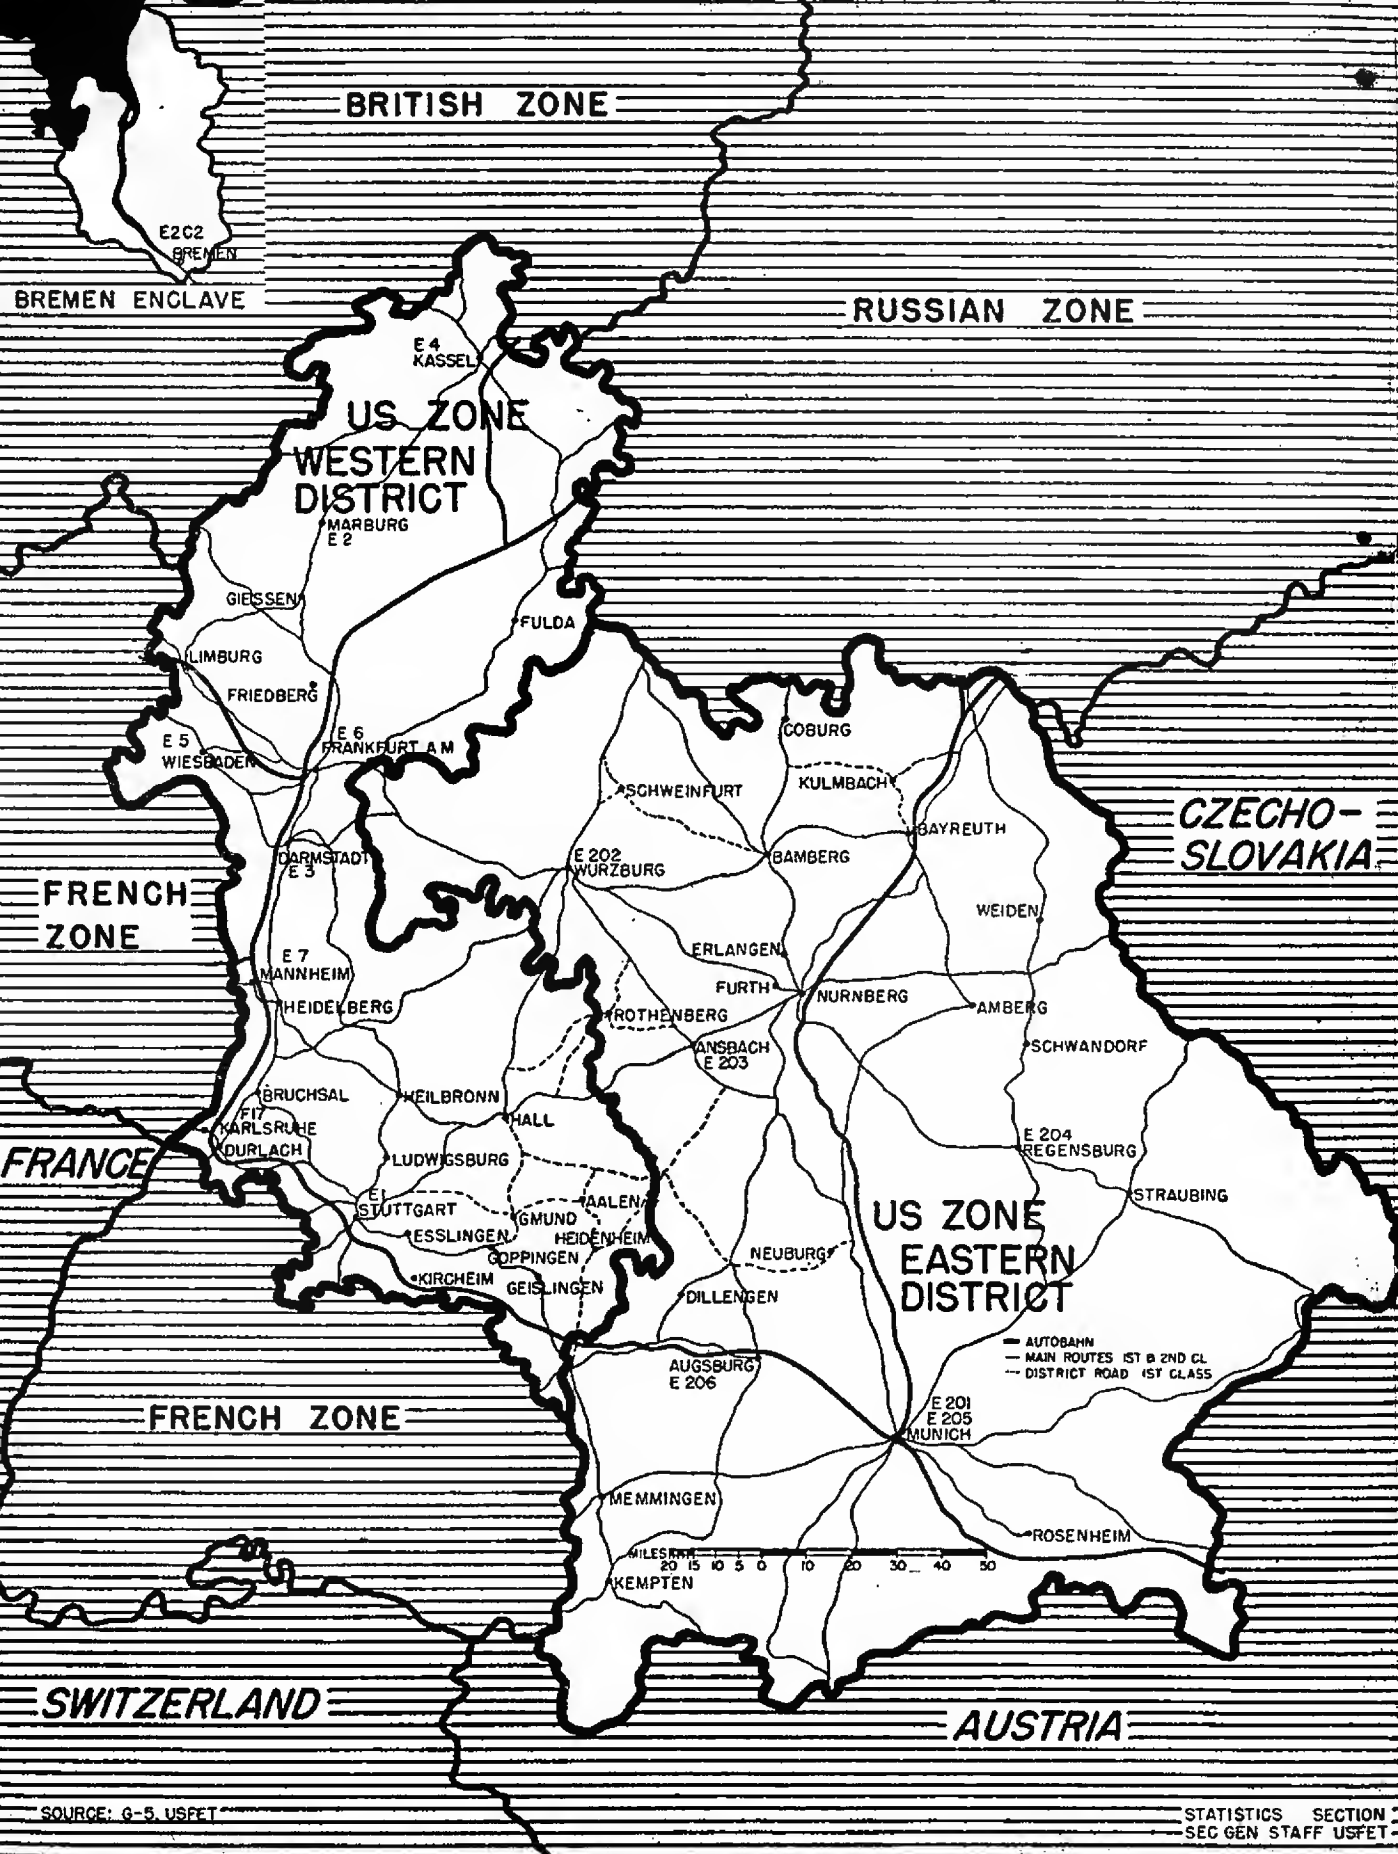 BRITISH ZONE
E2C2
BREMEN
BREMEN ENCLAVE
RUSSIAN ZONE
E 4
KASSEL
US ZONE
WESTERN
DISTRICT
MARBURG
E 2
GIESSEN
FULDA
LIMBURG
FRIEDBERG
E 6
FRANKFURT A M
E 5
WIESBADEN
COBURG
SCHWEINFURT
KULMBACH
CZECHO-
SLOVAKIA
BAYREUTH
DARMSTADT
E 3
E 202
WURZBURG
BAMBERG
FRENCH
ZONE
WEIDEN
ERLANGEN
E 7
MANNHEIM
FURTH
NURNBERG
HEIDELBERG
AMBERG
ROTHENBERG
ANSBACH
E 203
SCHWANDORF
BRUCHSAL
HEILBRONN
F17
KARLSRUHE
HALL
DURLACH
FRANCE
LUDWIGSBURG
E 204
REGENSBURG
STRAUBING
E1
STUTTGART
AALEN
GMUND
ESSLINGEN
HEIDENHEIM
GOPPINGEN
NEUBURG
US ZONE
EASTERN
DISTRICT
KIRCHEIM
GEISLINGEN
DILLENGEN
AUTOBAHN
MAIN ROUTES 1ST & 2ND CL
DISTRICT ROAD 1ST CLASS
AUGSBURG
E 206
E 201
E 205
MUNICH
FRENCH ZONE
MEMMINGEN
ROSENHEIM
MILES
20 15 10 5 0 10 20 30 40 50
KEMPTEN
SWITZERLAND
AUSTRIA
SOURCE: G-5, USFET
STATISTICS SECTION
SEC GEN STAFF USFET